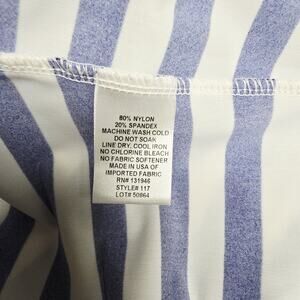 80% NYLON
20% SPANDEX
MACHINE WASH COLD
DO NOT SOAK
LINE DRY, COOL IRON
NO CHLORINE BLEACH
NO FABRIC SOFTENER
MADE IN USA OF
IMPORTED FABRIC
RN# 131946
STYLE# 117
LOT# 50864